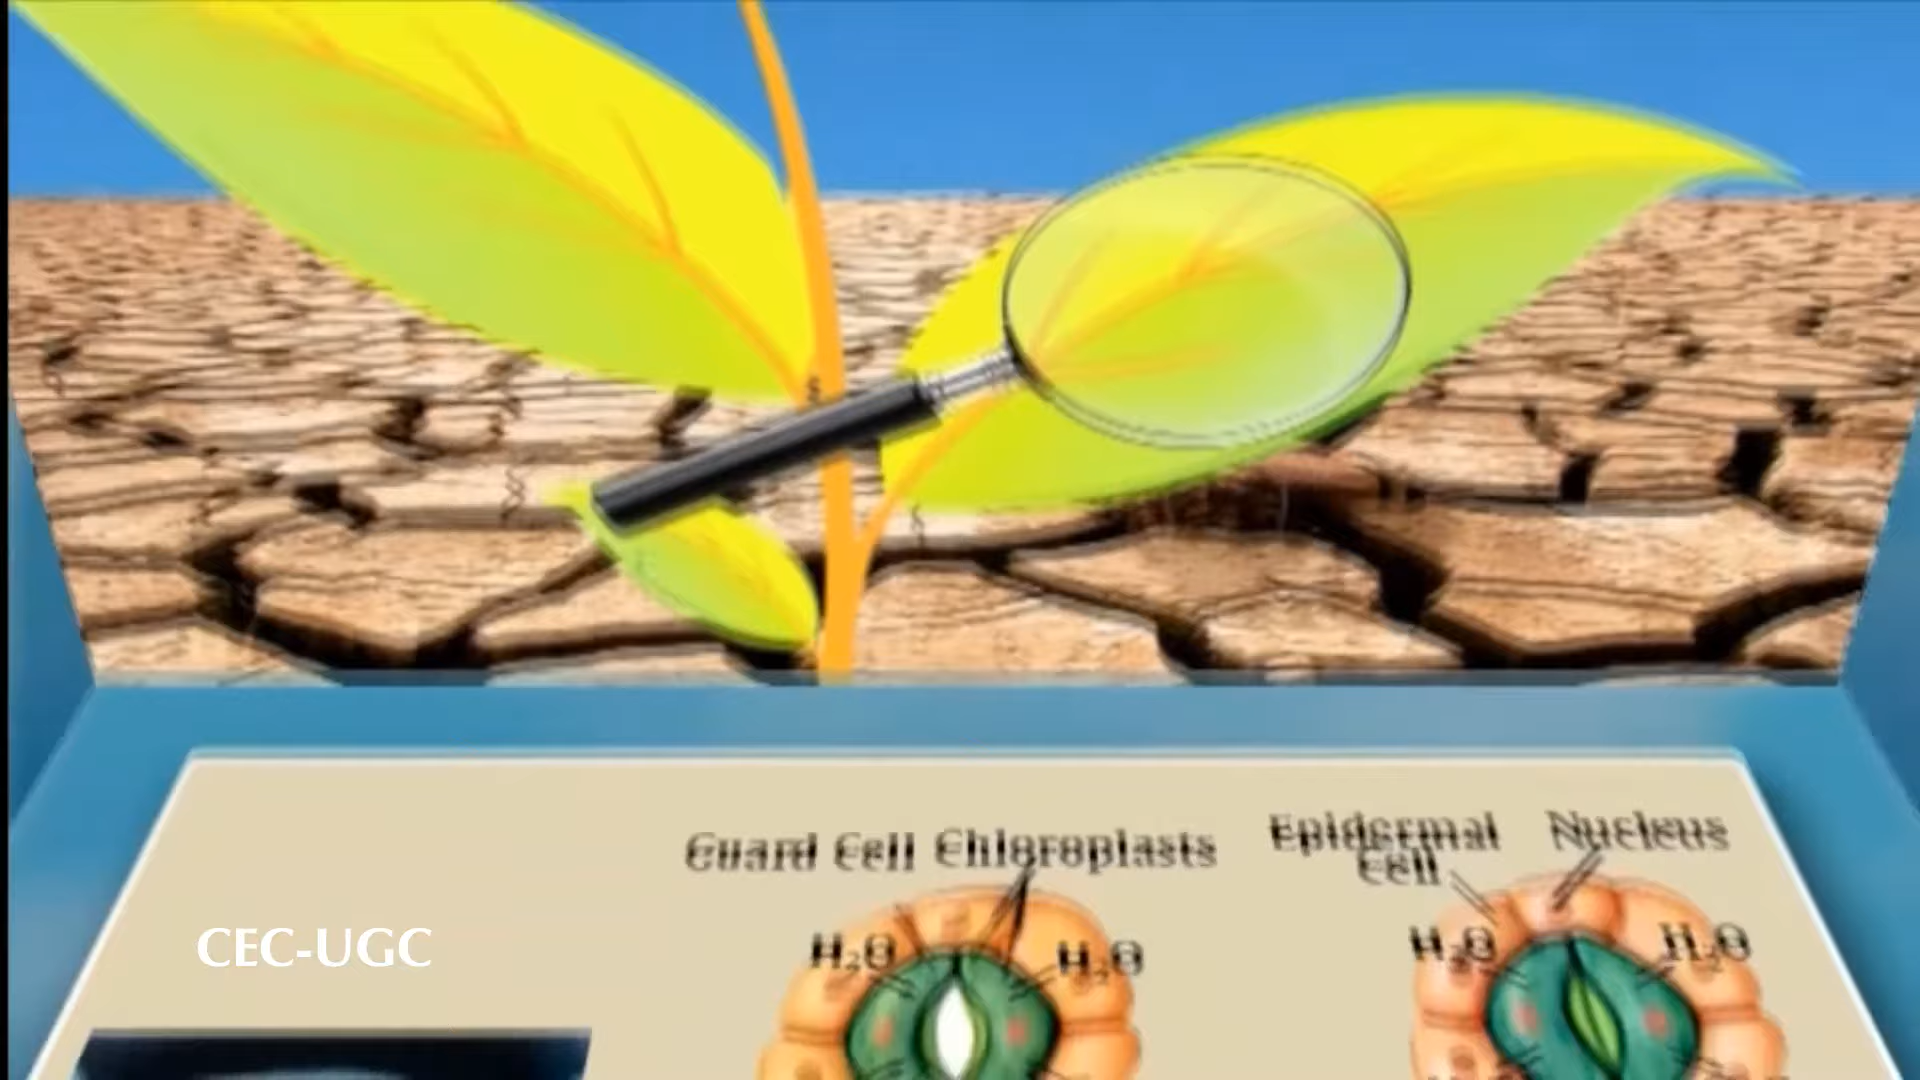 Guard Cell Chloroplasts
Epidermal
Cell
Nucleus
H₂O
H₂O
H₂O
H₂O
CEC-UGC